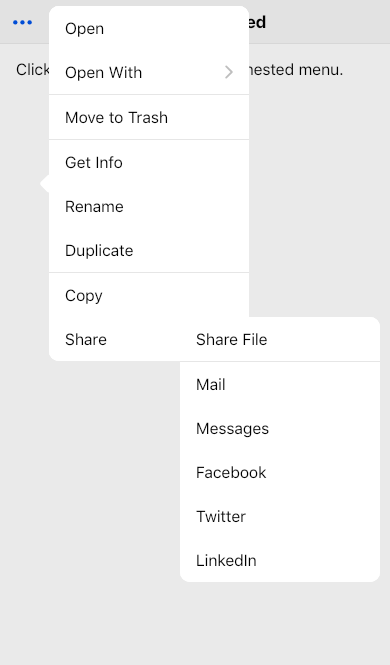 Open
Click
nested menu.
Open With
Move to Trash
Get Info
Rename
Duplicate
Copy
Share
Share File
Mail
Messages
Facebook
Twitter
LinkedIn